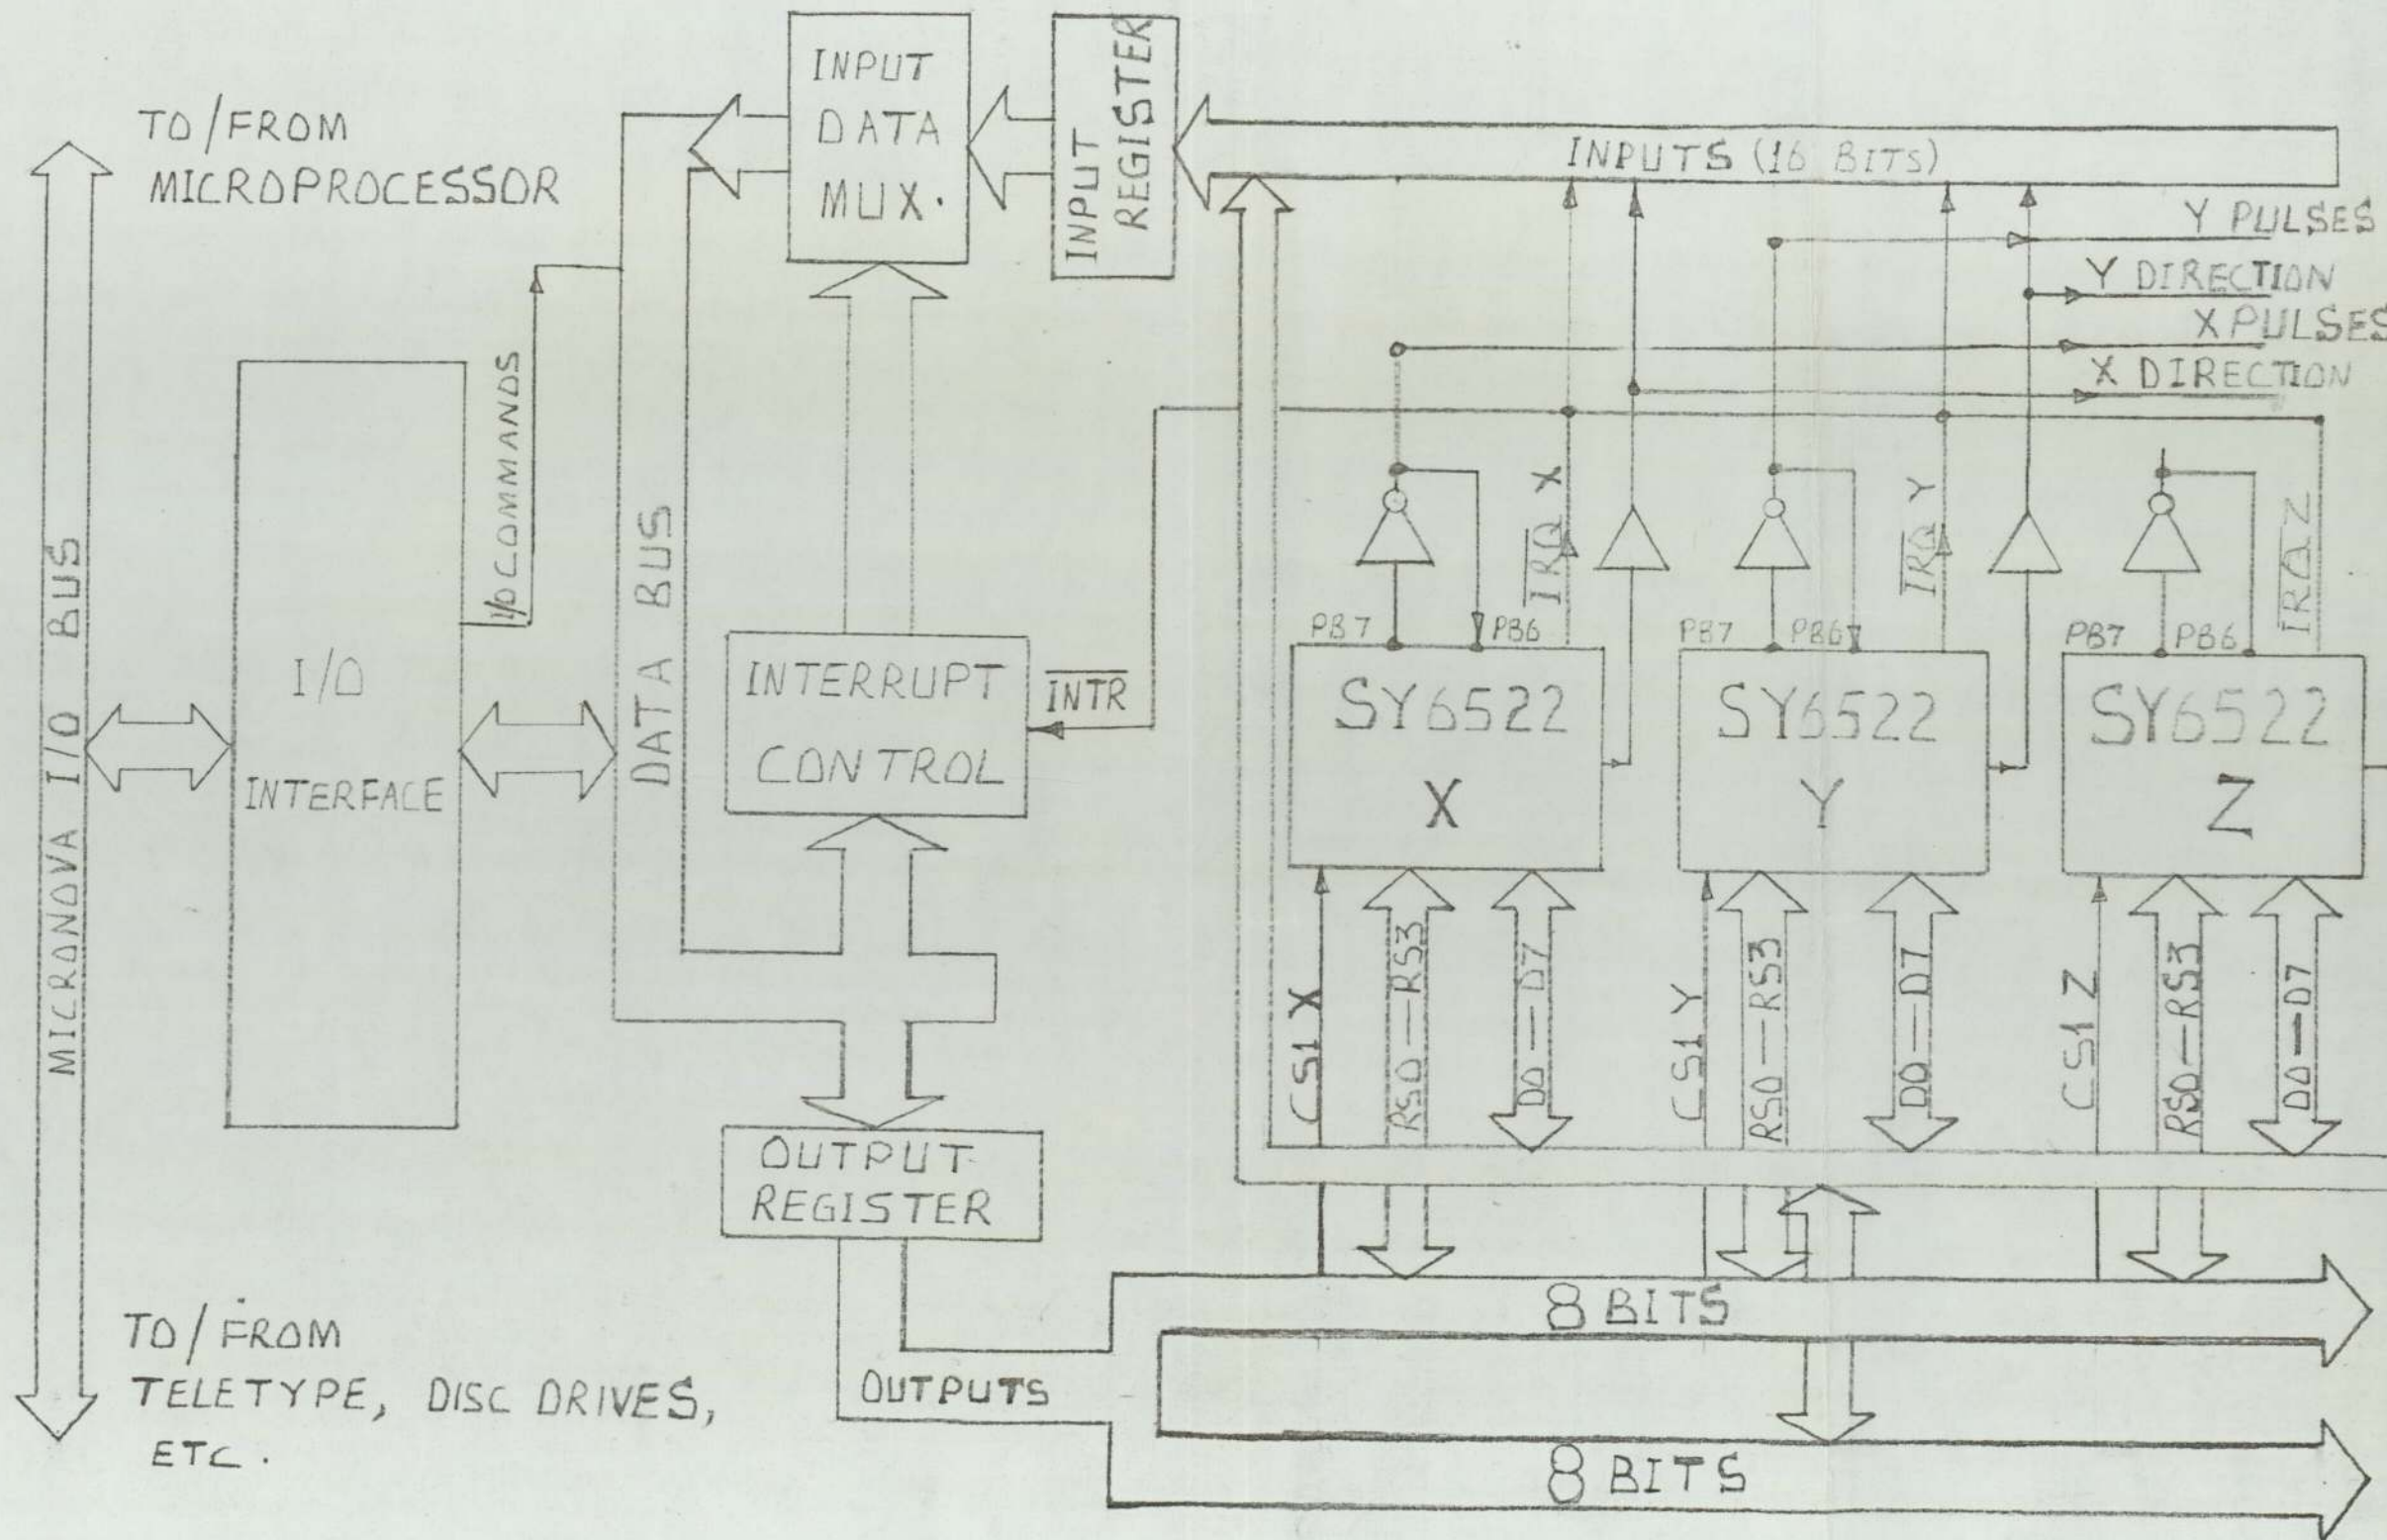 TO/FROM
MICROPROCESSOR
INPUT
DATA
MUX.
INPUT
REGISTER
INPUTS (16 BITS)
Y PULSES
Y DIRECTION
X PULSES
X DIRECTION
MICRONOVA I/O BUS
I/O
INTERFACE
I/O COMMANDS
DATA BUS
INTERRUPT
CONTROL
INTR
IRQ X
IRQ Y
IRQ Z
PB7
PB6
PB7
PB6
PB7
PB6
SY6522
X
SY6522
Y
SY6522
Z
CS1 X
RS0—RS3
D0—D7
CS1 Y
RS0—RS3
D0—D7
CS1 Z
RS0—RS3
D0—D7
OUTPUT
REGISTER
OUTPUTS
8 BITS
8 BITS
TO/FROM
TELETYPE, DISC DRIVES,
ETC.